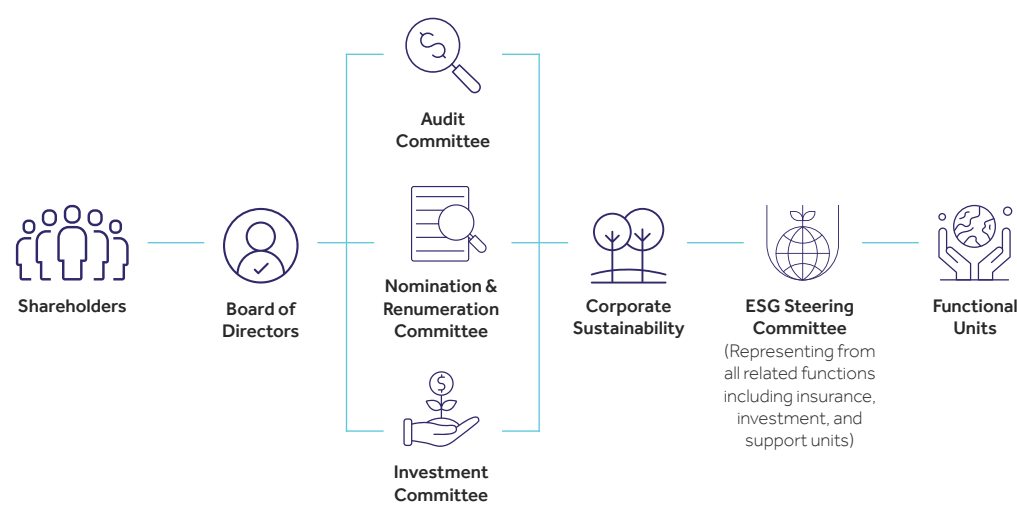 Shareholders
Board of
Directors
Audit
Committee
Nomination &
Renumeration
Committee
Investment
Committee
Corporate
Sustainability
ESG Steering
Committee
(Representing from
all related functions
including insurance,
investment, and
support units)
Functional
Units